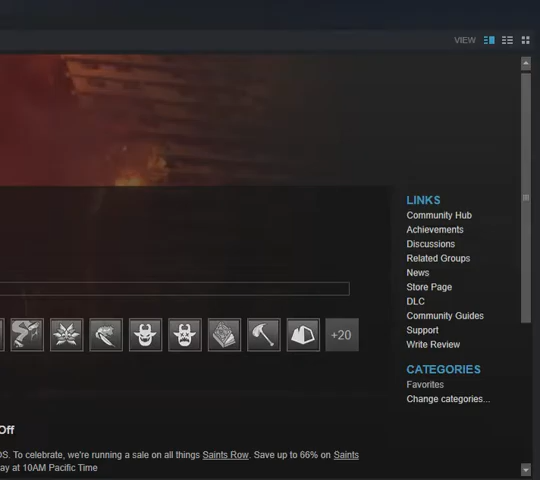 VIEW
LINKS
Community Hub
Achievements
Discussions
Related Groups
News
Store Page
DLC
Community Guides
Support
Write Review
+20
CATEGORIES
Favorites
Change categories...
Off
OS. To celebrate, we're running a sale on all things Saints Row. Save up to 66% on Saints
ay at 10AM Pacific Time